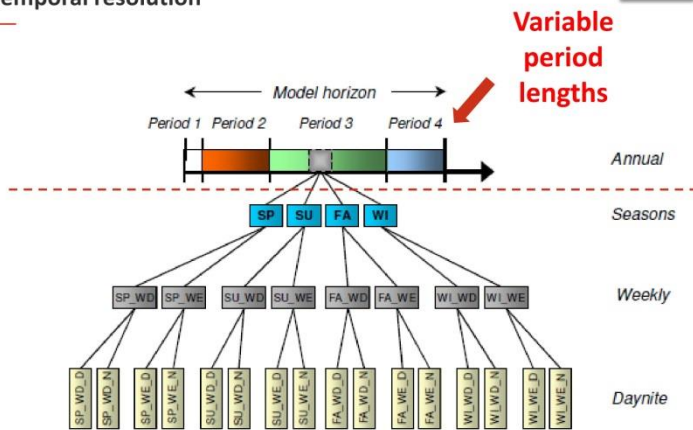 emporal resolution
Variable
period
lengths
Model horizon
Period 1 Period 2 Period 3 Period 4
Annual
SP SU FA WI
Seasons
SP_WD SP_WE SU_WD SU_WE FA_WD FA_WE WI_WD WI_WE
Weekly
SP_WD_D SP_WD_N SP_WE_D SP_WE_N SU_WD_D SU_WD_N SU_WE_D SU_WE_N FA_WD_D FA_WD_N FA_WE_D FA_WE_N WI_WD_D WI_WD_N WI_WE_D WI_WE_N
Daynite